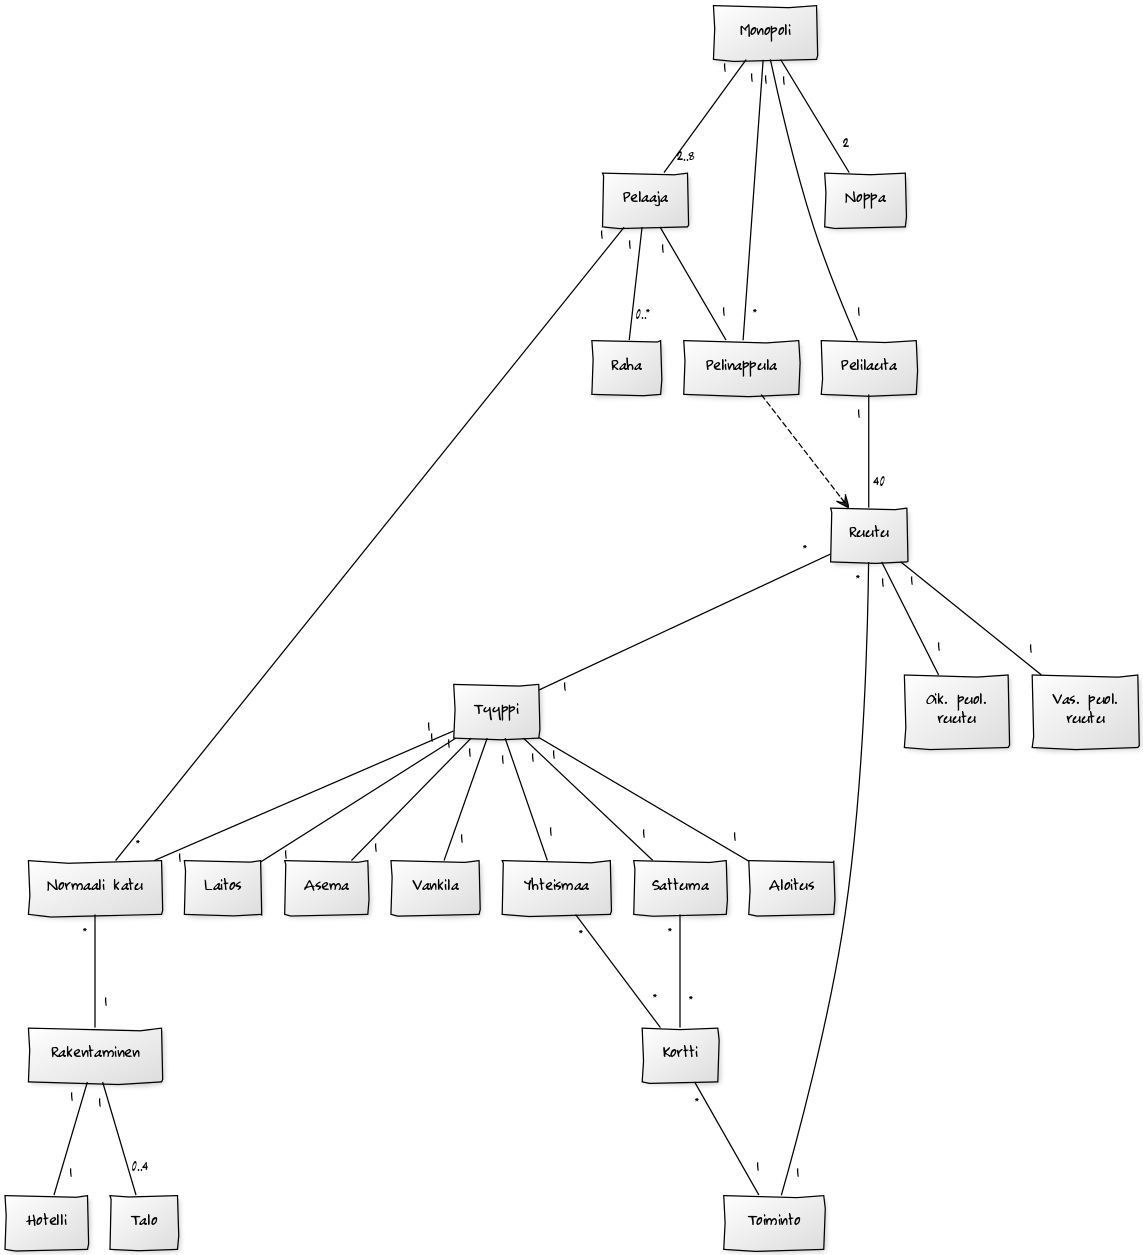 Monopoli
1
1
1
1
2..8
2
Pelaaja
Noppa
1
1
1
0..*
1
*
1
Raha
Pelinappula
Pelilauta
1
40
Ruutu
*
*
1
1
1
1
1
Oik. puol.
ruutu
Vas. puol.
ruutu
Tyyppi
1
1
1
1
1
1
1
*
1
1
1
1
1
1
1
Normaali katu
Laitos
Asema
Vankila
Yhteismaa
Sattuma
Aloitus
*
*
*
1
*
*
Rakentaminen
Kortti
1
1
*
1
0..4
1
1
Hotelli
Talo
Toiminto